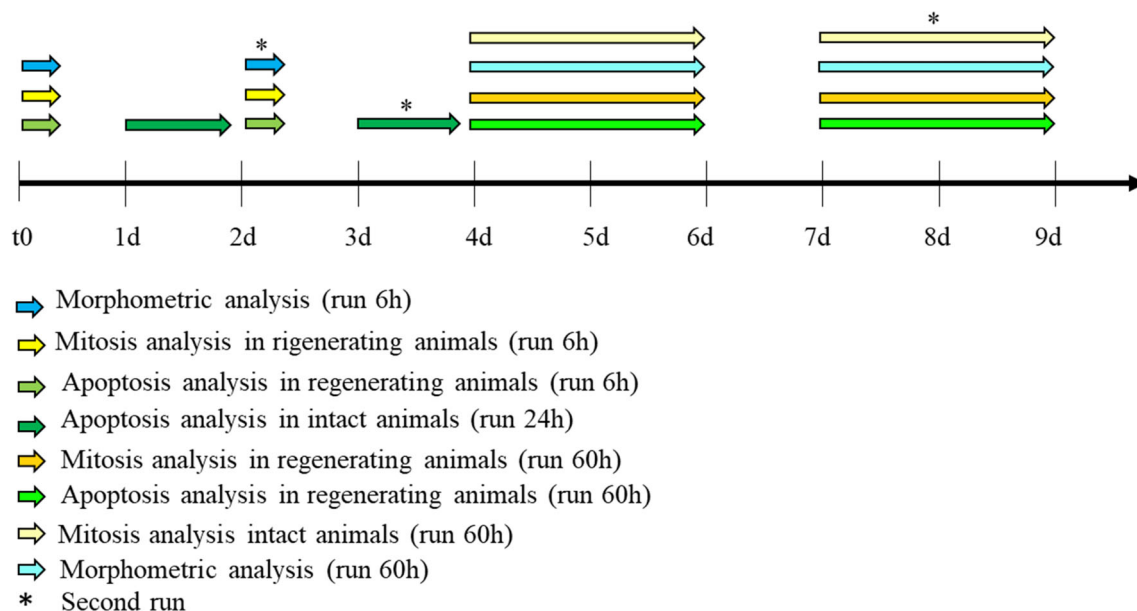 *
*
*
t0 1d 2d 3d 4d 5d 6d 7d 8d 9d
Morphometric analysis (run 6h)
Mitosis analysis in rigenerating animals (run 6h)
Apoptosis analysis in regenerating animals (run 6h)
Apoptosis analysis in intact animals (run 24h)
Mitosis analysis in regenerating animals (run 60h)
Apoptosis analysis in regenerating animals (run 60h)
Mitosis analysis intact animals (run 60h)
Morphometric analysis (run 60h)
* Second run